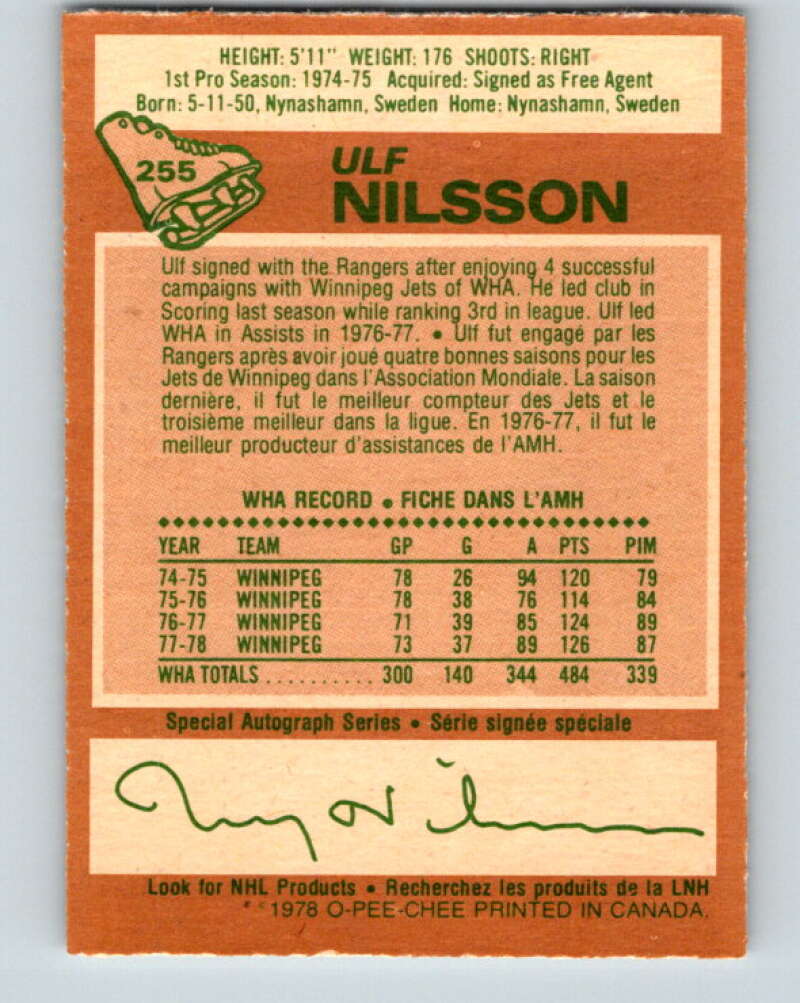 HEIGHT: 5'11" WEIGHT: 176 SHOOTS: RIGHT
1st Pro Season: 1974-75 Acquired: Signed as Free Agent
Born: 5-11-50, Nynashamn, Sweden Home: Nynashamn, Sweden
255
ULF
NILSSON
Ulf signed with the Rangers after enjoying 4 successful
campaigns with Winnipeg Jets of WHA. He led club in
Scoring last season while ranking 3rd in league. Ulf led
WHA in Assists in 1976-77. • Ulf fut engagé par les
Rangers après avoir joué quatre bonnes saisons pour les
Jets de Winnipeg dans l'Association Mondiale. La saison
dernière, il fut le meilleur compteur des Jets et le
troisième meilleur dans la ligue. En 1976-77, il fut le
meilleur producteur d'assistances de l'AMH.
WHA RECORD • FICHE DANS L'AMH
YEAR TEAM GP G A PTS PIM
74-75 WINNIPEG 78 26 94 120 79
75-76 WINNIPEG 78 38 76 114 84
76-77 WINNIPEG 71 39 85 124 89
77-78 WINNIPEG 73 37 89 126 87
WHA TOTALS .......... 300 140 344 484 339
Special Autograph Series • Série signée spéciale
Look for NHL Products • Recherchez les produits de la LNH
1978 O-PEE-CHEE PRINTED IN CANADA.